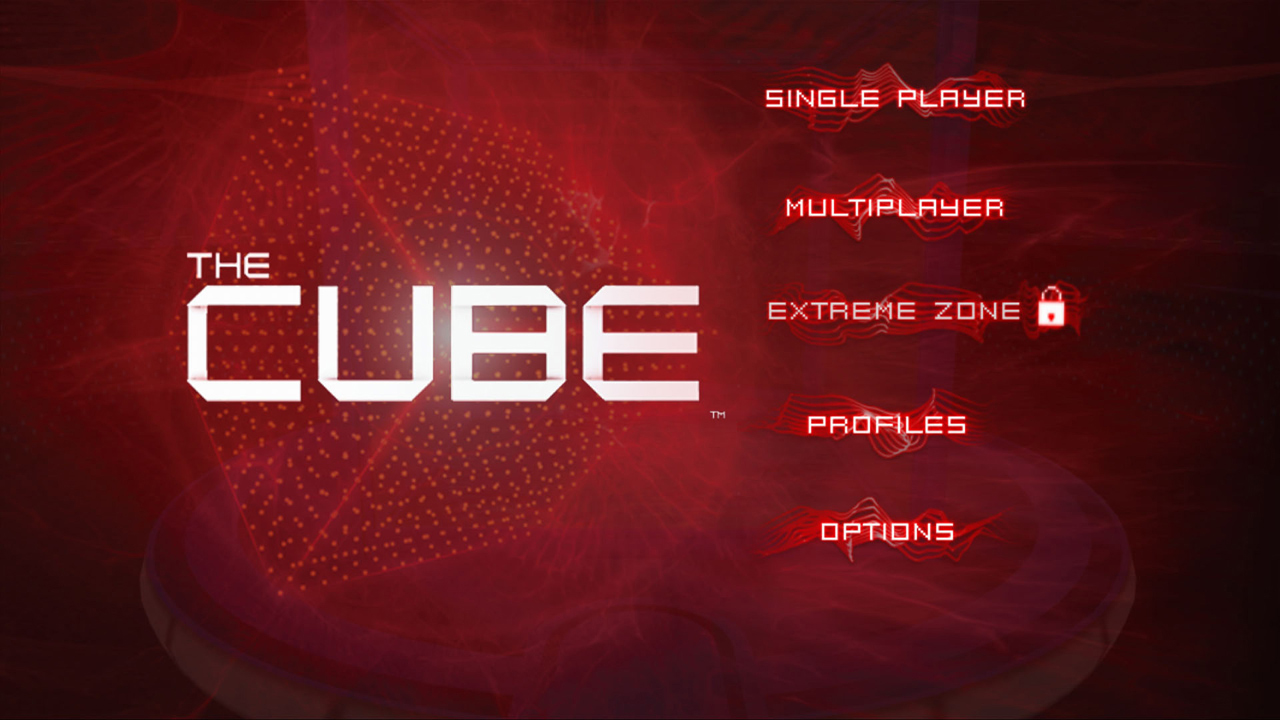 THE
CUBE
TM
SINGLE PLAYER
MULTIPLAYER
EXTREME ZONE
PROFILES
OPTIONS